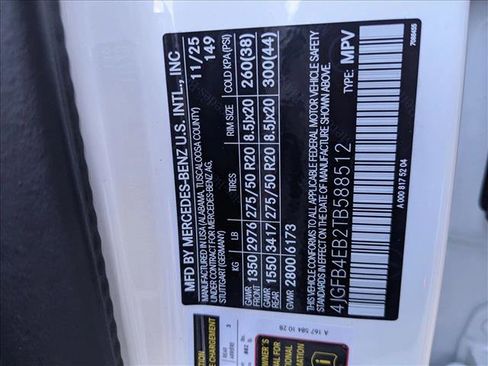 MFD BY MERCEDES-BENZ U.S. INTL., INC.
MANUFACTURED IN USA (ALABAMA, TUSCALOOSA COUNTY)
UNDER CONTRACT FOR MERCEDES-BENZ AG,
STUTTGART (GERMANY)
11/25
149
KG LB TIRES RIM SIZE COLD KPA(PSI)
GAWR FRONT 1350 2976 275/50 R20 8.5Jx20 260(38)
GAWR REAR 1550 3417 275/50 R20 8.5Jx20 300(44)
GVWR 2800 6173
THIS VEHICLE CONFORMS TO ALL APPLICABLE FEDERAL MOTOR VEHICLE SAFETY
STANDARDS IN EFFECT ON THE DATE OF MANUFACTURE SHOWN ABOVE.
4JGFB4EB2TB588512 TYPE: MPV
A 000 817 52 04
A 167 584 10 28
REAR
ARRIÈRE
3